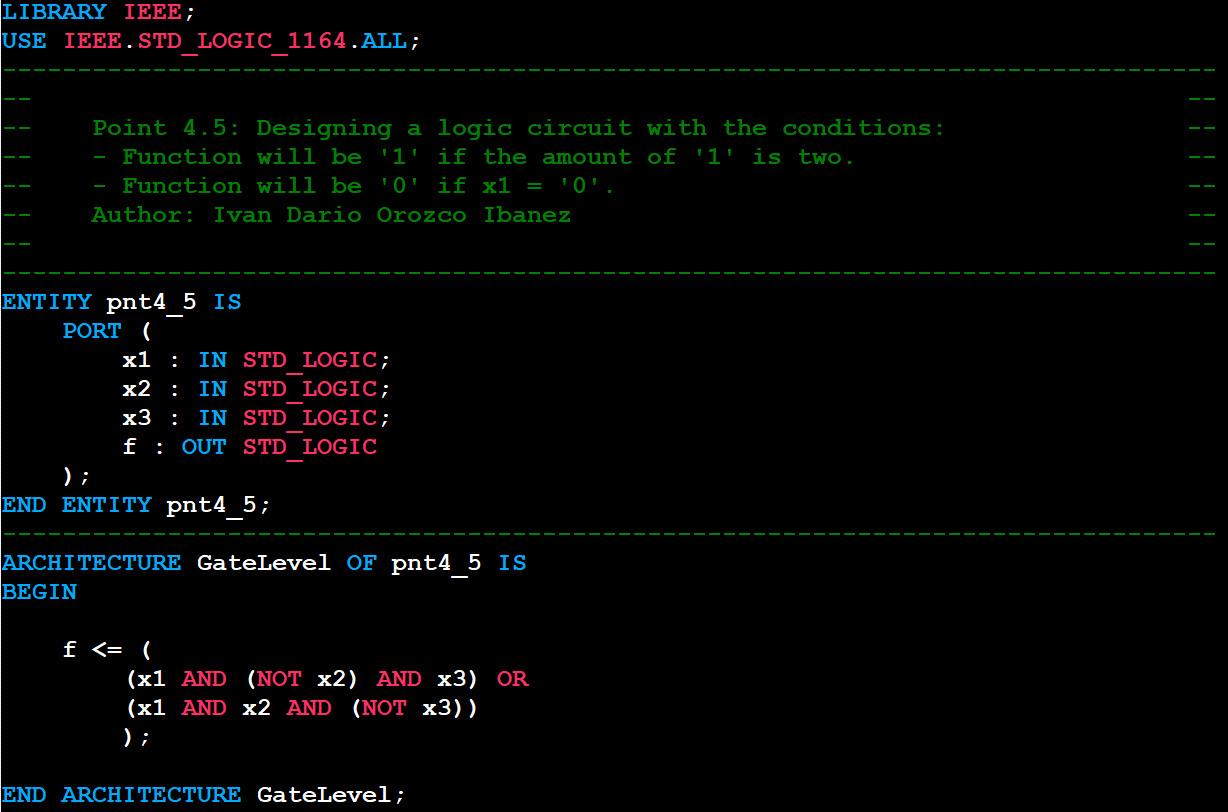 LIBRARY IEEE;
USE IEEE.STD_LOGIC_1164.ALL;
---------------------------------------------------------------------------------
--                                                                             --
--    Point 4.5: Designing a logic circuit with the conditions:                --
--    - Function will be '1' if the amount of '1' is two.                      --
--    - Function will be '0' if x1 = '0'.                                      --
--    Author: Ivan Dario Orozco Ibanez                                         --
--                                                                             --
---------------------------------------------------------------------------------
ENTITY pnt4_5 IS
    PORT (
        x1 : IN STD_LOGIC;
        x2 : IN STD_LOGIC;
        x3 : IN STD_LOGIC;
        f : OUT STD_LOGIC
    );
END ENTITY pnt4_5;
---------------------------------------------------------------------------------
ARCHITECTURE GateLevel OF pnt4_5 IS
BEGIN

    f <= (
        (x1 AND (NOT x2) AND x3) OR
        (x1 AND x2 AND (NOT x3))
        );

END ARCHITECTURE GateLevel;